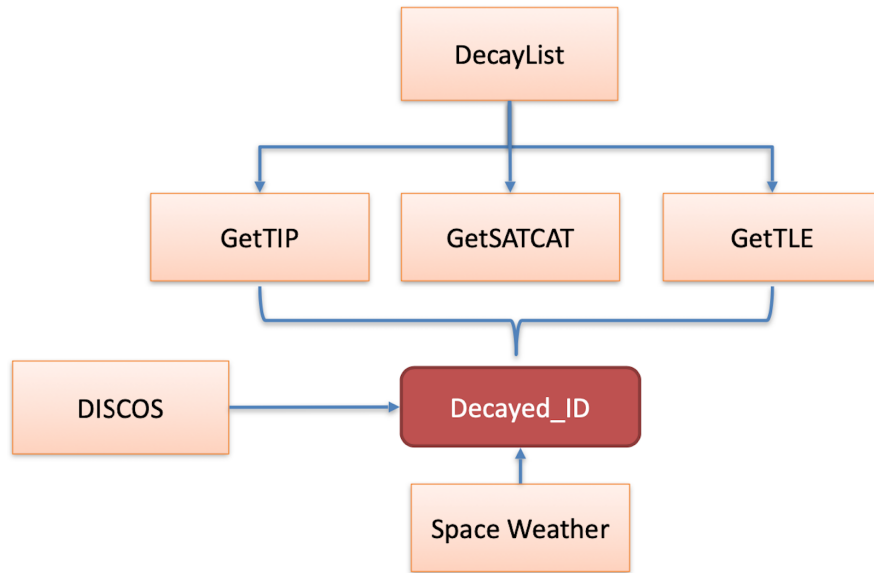 DecayList
GetTIP
GetSATCAT
GetTLE
DISCOS
Decayed_ID
Space Weather